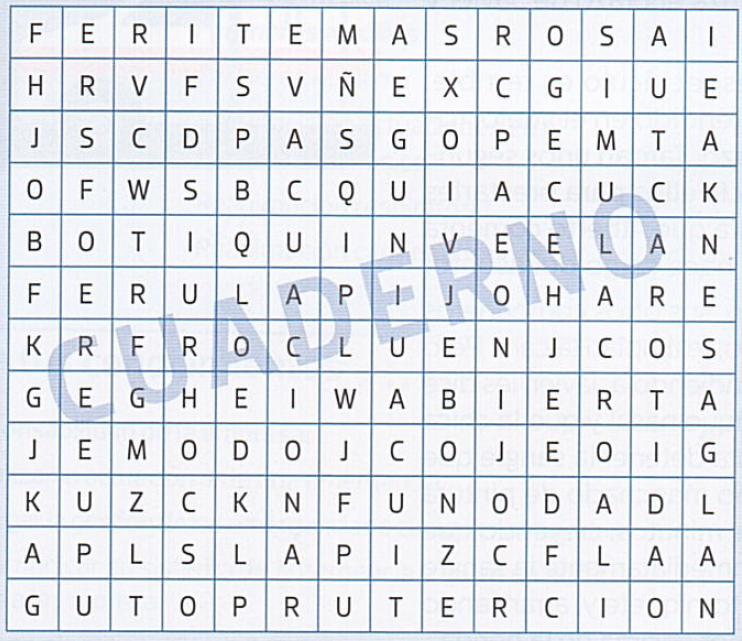 F E R I T E M A S R O S A I
H R V F S V Ñ E X C G I U E
J S C D P A S G O P E M T A
O F W S B C Q U I A C U C K
B O T I Q U I N V E E L A N
F E R U L A P I J O H A R E
K R F R O C L U E N J C O S
G E G H E I W A B I E R T A
J E M O D O J C O J E O I G
K U Z C K N F U N O D A D L
A P L S L A P I Z C F L A A
G U T O P R U T E R C I O N
CUADERNO